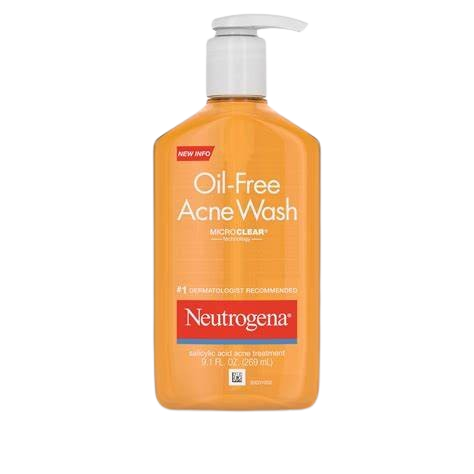 NEW INFO
Oil-Free
Acne Wash
MICROCLEAR®
technology
#1 DERMATOLOGIST RECOMMENDED
Neutrogena®
salicylic acid acne treatment
9.1 FL. OZ. (269 mL)